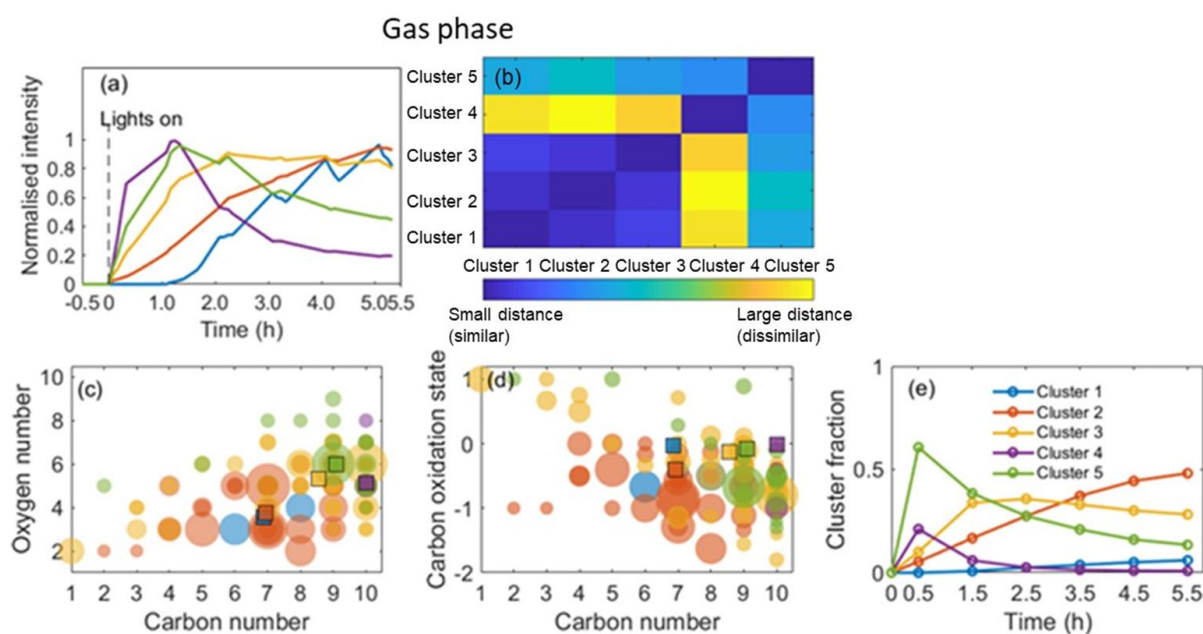 Gas phase
(a)
Lights on
Normalised intensity
1
0.8
0.6
0.4
0.2
0
-0.5 0 1.0 2.0 3.0 4.0 5.05.5
Time (h)
(b)
Cluster 5
Cluster 4
Cluster 3
Cluster 2
Cluster 1
Cluster 1 Cluster 2 Cluster 3 Cluster 4 Cluster 5
Small distance
(similar)
Large distance
(dissimilar)
(c)
Oxygen number
10
8
6
4
2
1 2 3 4 5 6 7 8 9 10
Carbon number
(d)
Carbon oxidation state
1
0
-1
-2
1 2 3 4 5 6 7 8 9 10
Carbon number
(e)
Cluster fraction
1
0.5
0
Cluster 1
Cluster 2
Cluster 3
Cluster 4
Cluster 5
0 0.5 1.5 2.5 3.5 4.5 5.5
Time (h)